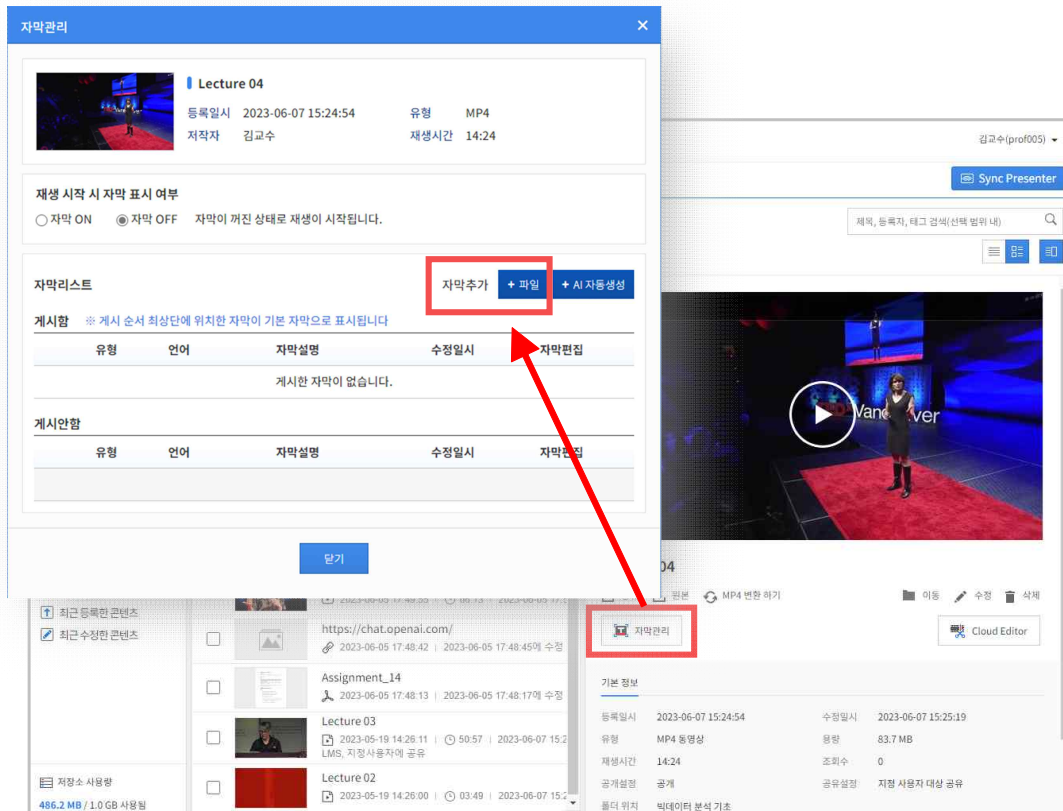 자막관리
Lecture 04
등록일시 2023-06-07 15:24:54 유형 MP4
저작자 김교수 재생시간 14:24
재생 시작 시 자막 표시 여부
자막 ON 자막 OFF 자막이 꺼진 상태로 재생이 시작됩니다.
자막리스트 자막추가 + 파일 + AI 자동생성
게시함 ※ 게시 순서 최상단에 위치한 자막이 기본 자막으로 표시됩니다
유형 언어 자막설명 수정일시 자막편집
게시한 자막이 없습니다.
게시안함
유형 언어 자막설명 수정일시 자막편집
닫기
김교수(prof005)
Sync Presenter
제목, 등록자, 태그 검색(선택 범위 내)
Vancouver
04
원본 MP4 변환 하기 이동 수정 삭제
자막관리 Cloud Editor
기본 정보
등록일시 2023-06-07 15:24:54 수정일시 2023-06-07 15:25:19
유형 MP4 동영상 용량 83.7 MB
재생시간 14:24 조회수 0
공개설정 공개 공유설정 지정 사용자 대상 공유
폴더 위치 빅데이터 분석 기초
최근 등록한 콘텐츠
최근 수정한 콘텐츠
저장소 사용량
486.2 MB / 1.0 GB 사용됨
https://chat.openai.com/
2023-06-05 17:48:42 | 2023-06-05 17:48:45에 수정
Assignment_14
2023-06-05 17:48:13 | 2023-06-05 17:48:17에 수정
Lecture 03
2023-05-19 14:26:11 | 50:57 | 2023-06-07 15:2
LMS, 지정사용자에 공유
Lecture 02
2023-05-19 14:26:00 | 03:49 | 2023-06-07 15:2